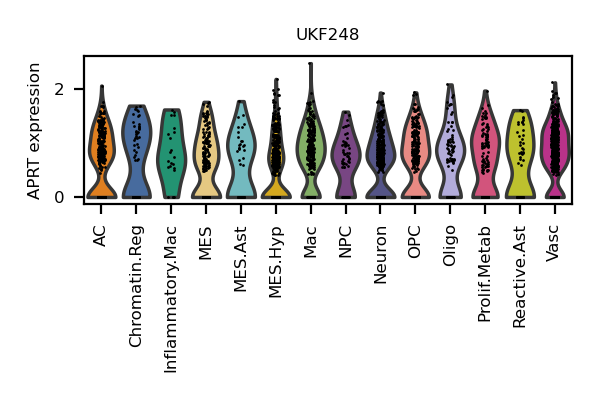 UKF248
APRT expression
2
0
AC
Chromatin.Reg
Inflammatory.Mac
MES
MES.Ast
MES.Hyp
Mac
NPC
Neuron
OPC
Oligo
Prolif.Metab
Reactive.Ast
Vasc